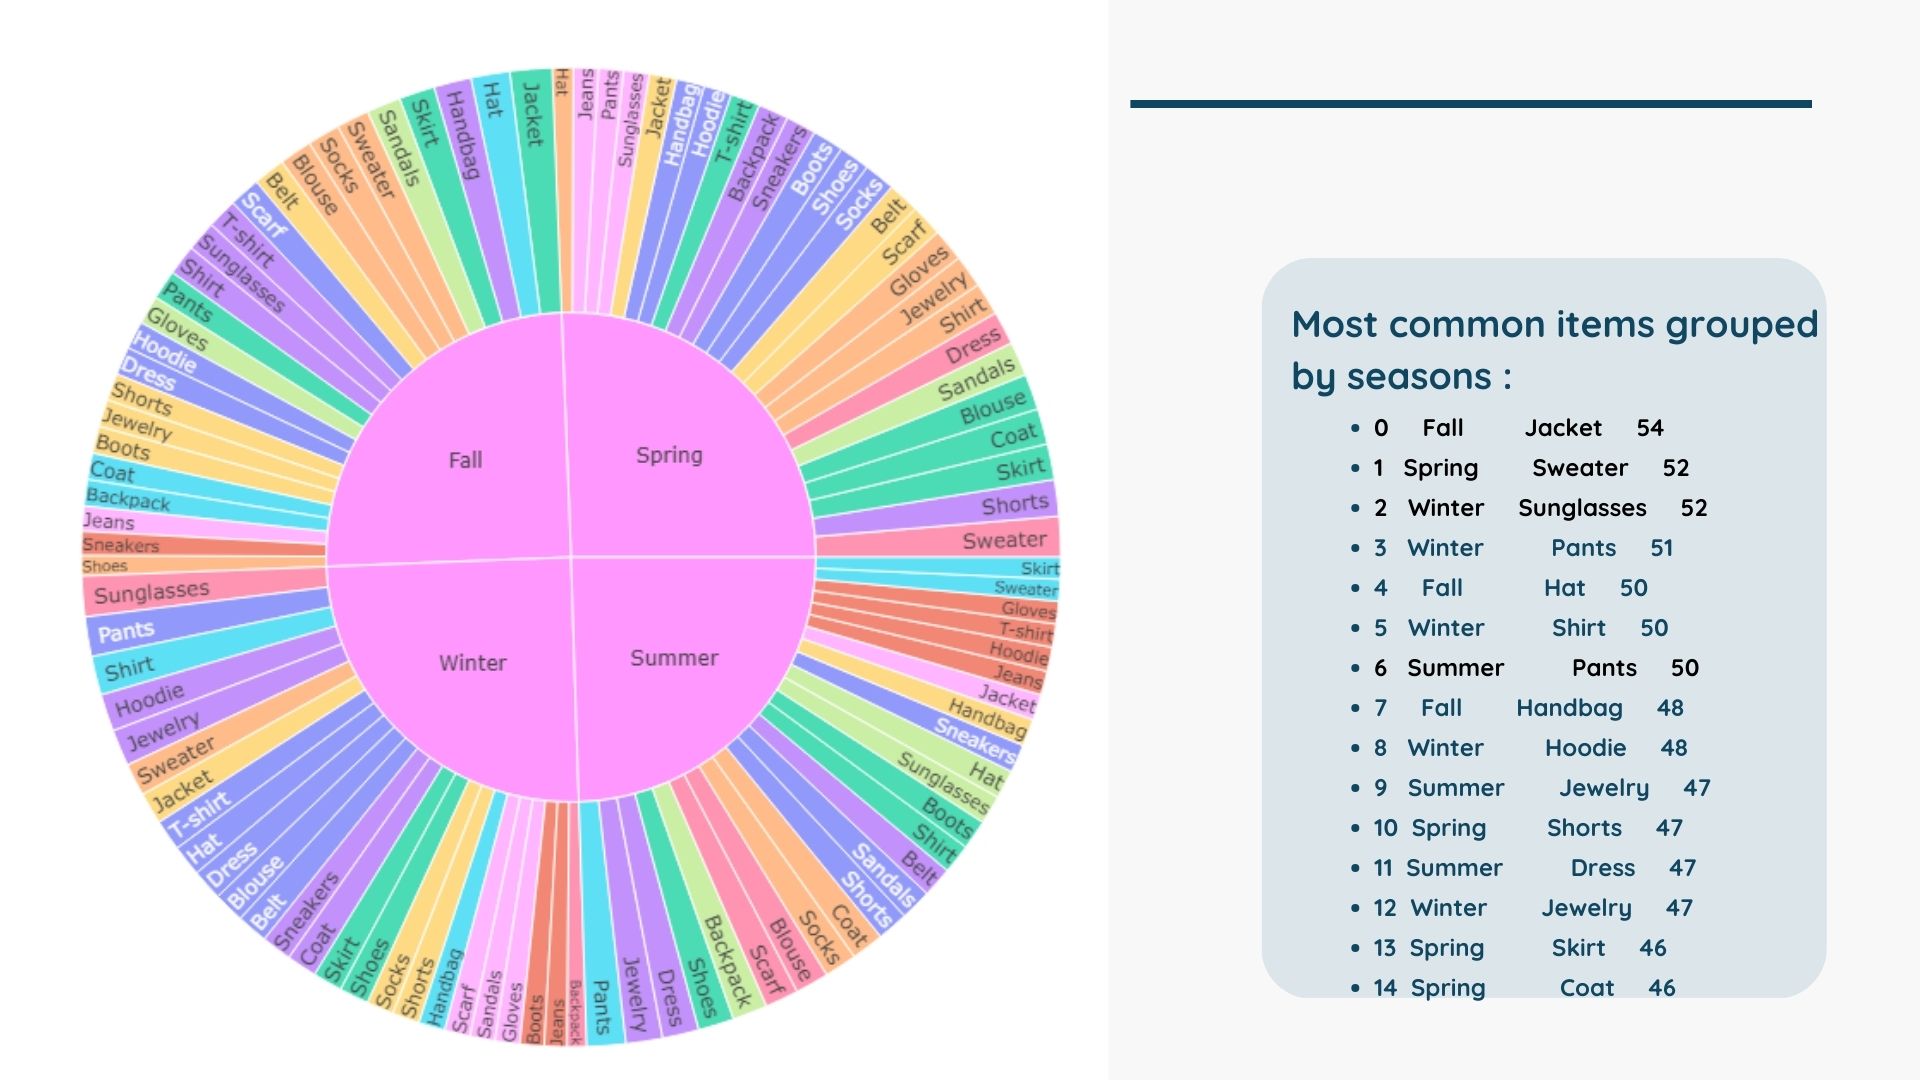 Fall
Spring
Winter
Summer
Hat
Jeans
Pants
Sunglasses
Jacket
Handbag
Hoodie
T-shirt
Backpack
Sneakers
Boots
Shoes
Socks
Belt
Scarf
Gloves
Jewelry
Shirt
Dress
Sandals
Blouse
Coat
Skirt
Shorts
Sweater
Skirt
Sweater
Gloves
T-shirt
Hoodie
Jeans
Jacket
Handbag
Sneakers
Hat
Sunglasses
Boots
Shirt
Belt
Sandals
Shorts
Coat
Socks
Blouse
Scarf
Backpack
Shoes
Dress
Jewelry
Pants
Backpack
Jeans
Boots
Gloves
Sandals
Scarf
Handbag
Shorts
Socks
Shoes
Skirt
Coat
Sneakers
Belt
Blouse
Dress
Hat
T-shirt
Jacket
Sweater
Jewelry
Hoodie
Shirt
Pants
Sunglasses
Shoes
Sneakers
Jeans
Backpack
Coat
Boots
Jewelry
Shorts
Dress
Hoodie
Gloves
Pants
Shirt
Sunglasses
T-shirt
Scarf
Belt
Blouse
Socks
Sweater
Sandals
Skirt
Handbag
Hat
Jacket
Most common items grouped
by seasons :
• 0 Fall Jacket 54
• 1 Spring Sweater 52
• 2 Winter Sunglasses 52
• 3 Winter Pants 51
• 4 Fall Hat 50
• 5 Winter Shirt 50
• 6 Summer Pants 50
• 7 Fall Handbag 48
• 8 Winter Hoodie 48
• 9 Summer Jewelry 47
• 10 Spring Shorts 47
• 11 Summer Dress 47
• 12 Winter Jewelry 47
• 13 Spring Skirt 46
• 14 Spring Coat 46